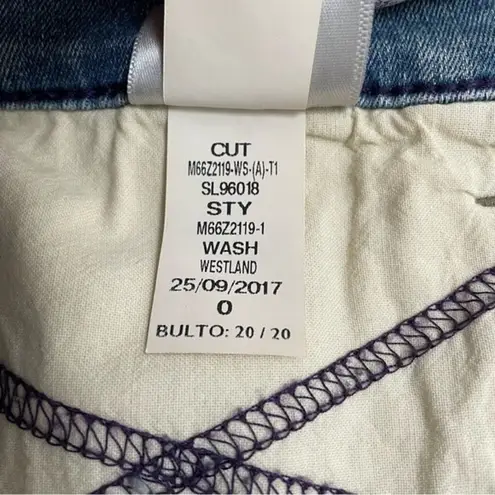 CUT
M66Z2119-WS-(A)-T1
SL96018
STY
M66Z2119-1
WASH
WESTLAND
25/09/2017
0
BULTO: 20 / 20